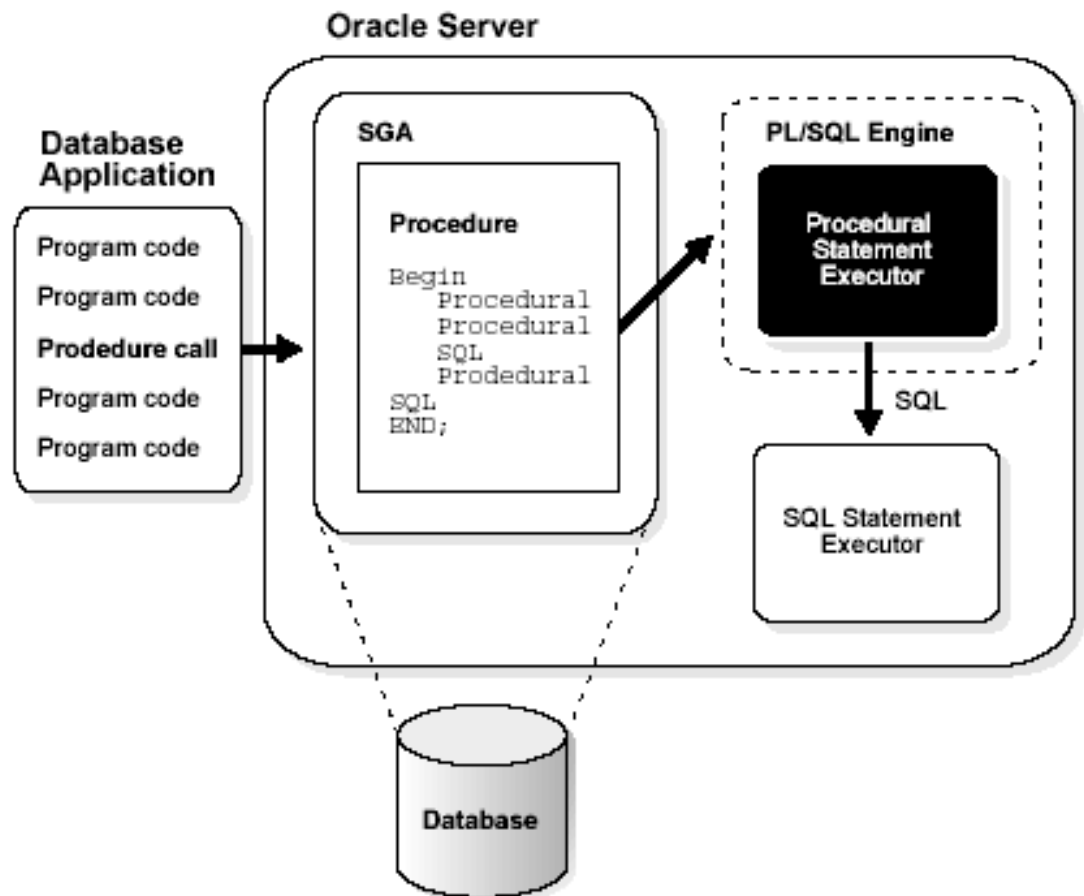 Oracle Server
Database
Application
Program code
Program code
Prodedure call
Program code
Program code
SGA
Procedure
Begin
Procedural
Procedural
SQL
Prodedural
SQL
END;
PL/SQL Engine
Procedural
Statement
Executor
SQL
SQL Statement
Executor
Database